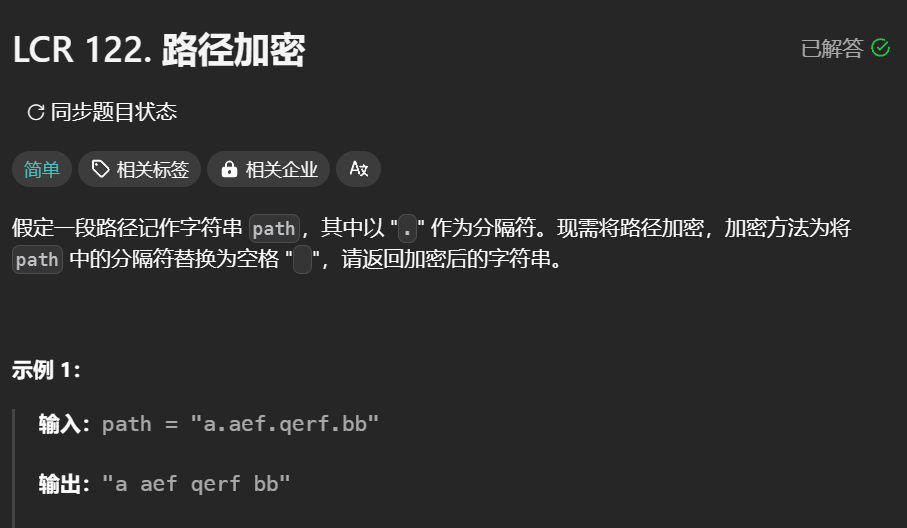 LCR 122. 路径加密
已解答
同步题目状态
简单 相关标签 相关企业
假定一段路径记作字符串 path，其中以 "." 作为分隔符。现需将路径加密，加密方法为将
path 中的分隔符替换为空格 " "，请返回加密后的字符串。
示例 1：
输入：path = "a.aef.qerf.bb"
输出："a aef qerf bb"